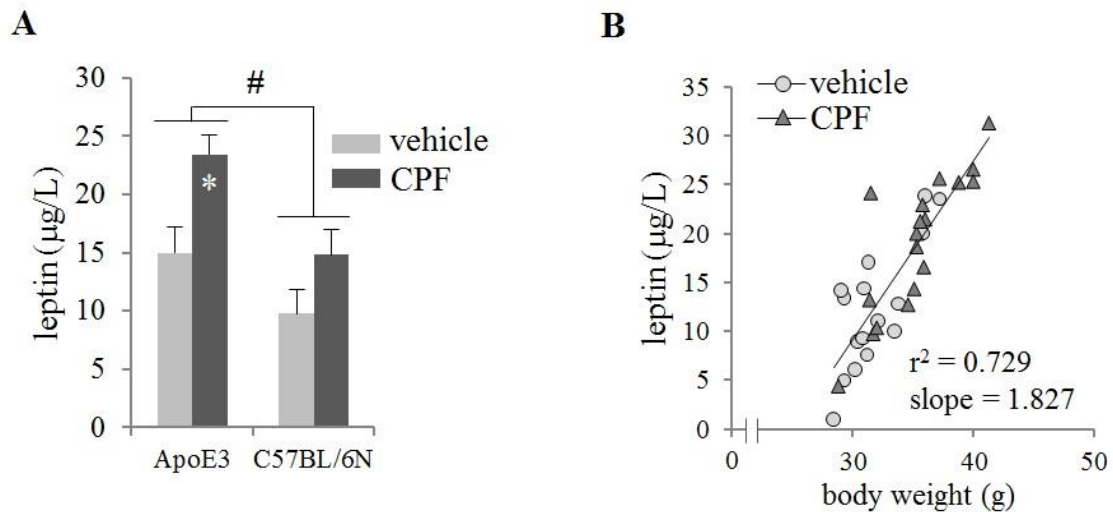 A
30
25
20
15
10
5
0
leptin (µg/L)
#
*
vehicle
CPF
ApoE3
C57BL/6N
B
vehicle
CPF
35
30
25
20
15
10
5
0
leptin (µg/L)
r² = 0.729
slope = 1.827
0
30
40
50
body weight (g)